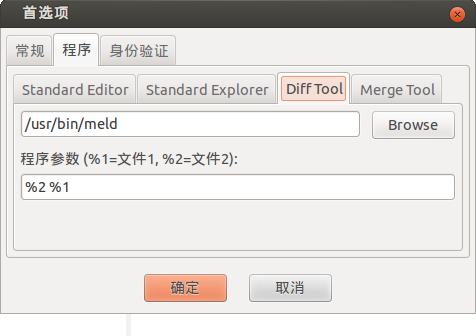 首选项
常规 程序 身份验证
Standard Editor Standard Explorer Diff Tool Merge Tool
/usr/bin/meld Browse
程序参数 (%1=文件1, %2=文件2):
%2 %1
确定 取消